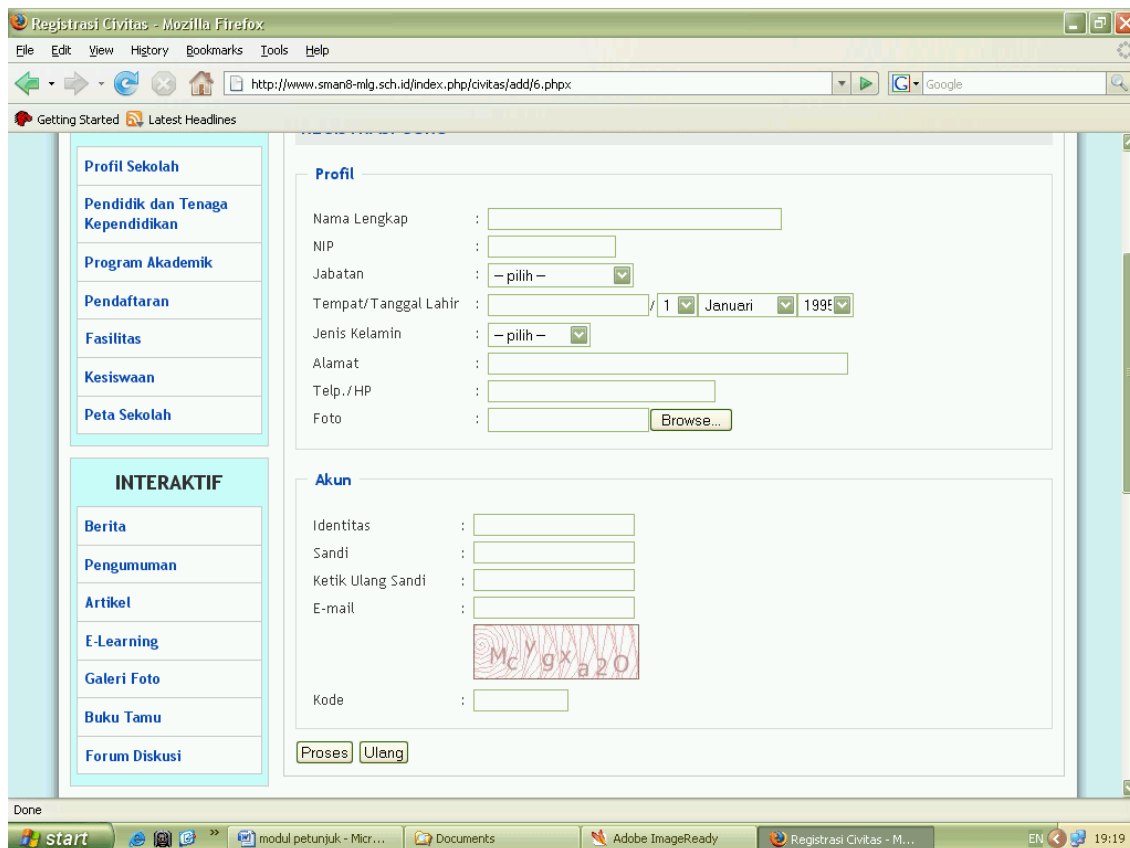 Registrasi Civitas - Mozilla Firefox
File Edit View History Bookmarks Tools Help
http://www.sman8-mlg.sch.id/index.php/civitas/add/6.phpx
G Google
Getting Started Latest Headlines
Profil Sekolah
Pendidik dan Tenaga
Kependidikan
Program Akademik
Pendaftaran
Fasilitas
Kesiswaan
Peta Sekolah
INTERAKTIF
Berita
Pengumuman
Artikel
E-Learning
Galeri Foto
Buku Tamu
Forum Diskusi
Profil
Nama Lengkap :
NIP :
Jabatan : -- pilih --
Tempat/Tanggal Lahir : / 1 Januari 1995
Jenis Kelamin : -- pilih --
Alamat :
Telp./HP :
Foto : Browse...
Akun
Identitas :
Sandi :
Ketik Ulang Sandi :
E-mail :
McYgxa2O
Kode :
Proses Ulang
Done
start » modul petunjuk - Micr... Documents Adobe ImageReady Registrasi Civitas - M... EN 19:19